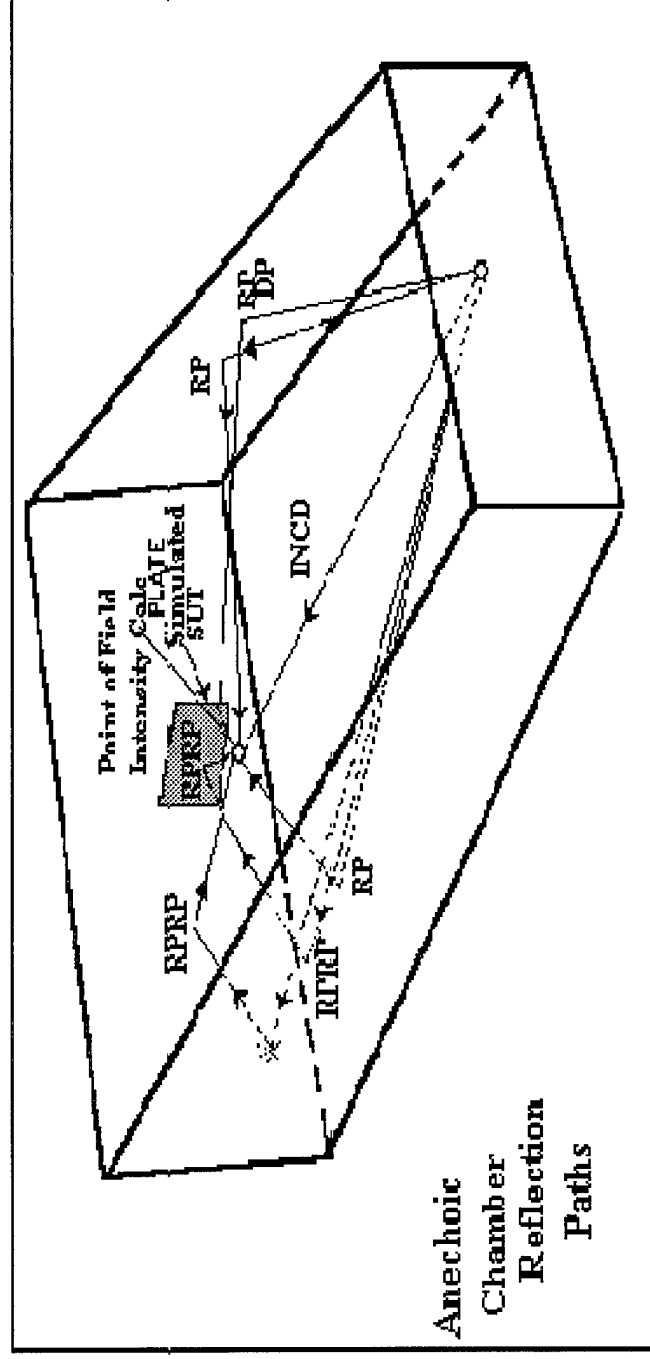 Point of Field
Intensity Calc
PLATE
Simulated
SUT
RPRP
RPRP
RP
RP
DP
INCD
RPRP
RP
Anechoic
Chamber
Reflection
Paths